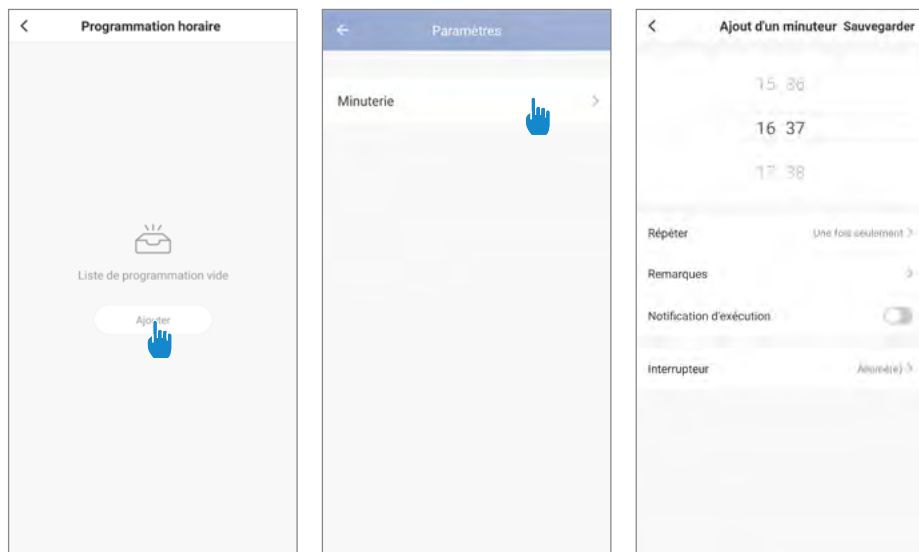 Programmation horaire
Liste de programmation vide
Ajouter
Paramètres
Minuterie
Ajout d'un minuteur Sauvegarder
15 36
16 37
17 38
Répéter Une fois seulement
Remarques
Notification d'exécution
Interrupteur Allumé(e)